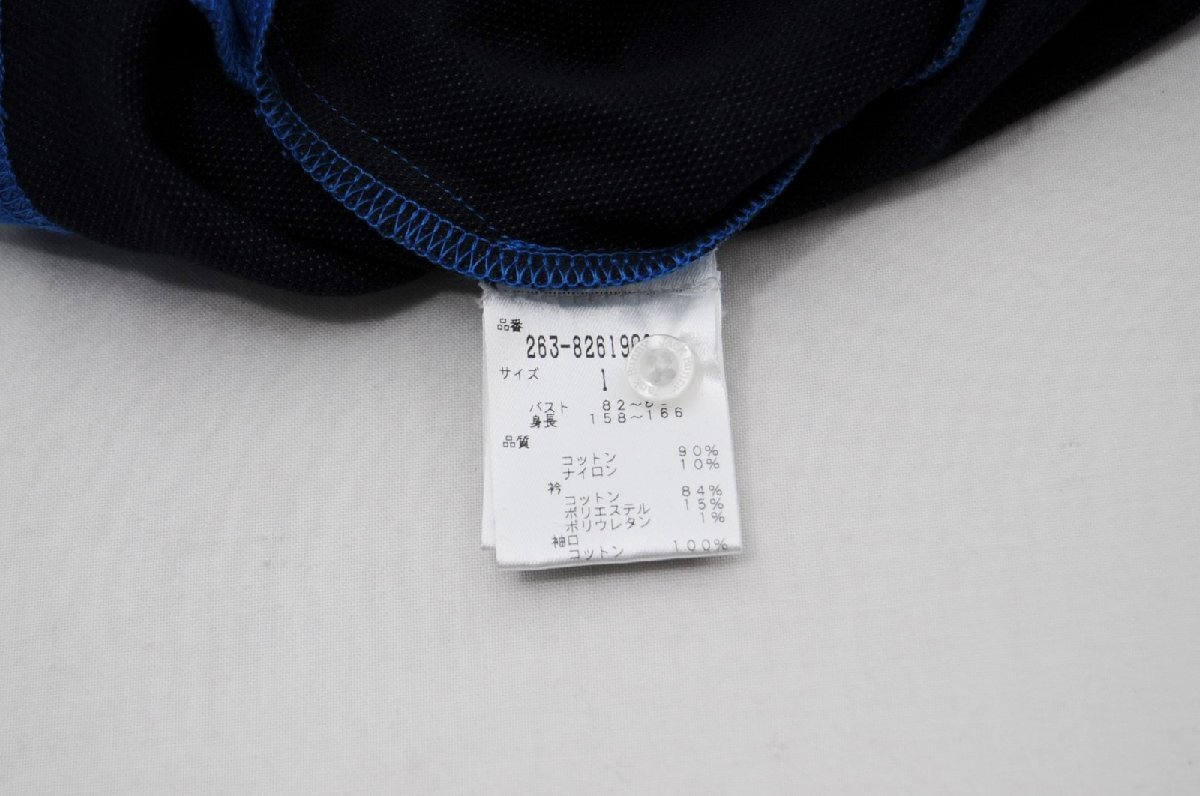 品番
263-826190
サイズ 1
バスト 82～8
身長 158～166
品質
コットン 90%
ナイロン 10%
衿
コットン 84%
ポリエステル 15%
ポリウレタン 1%
袖口
コットン 100%